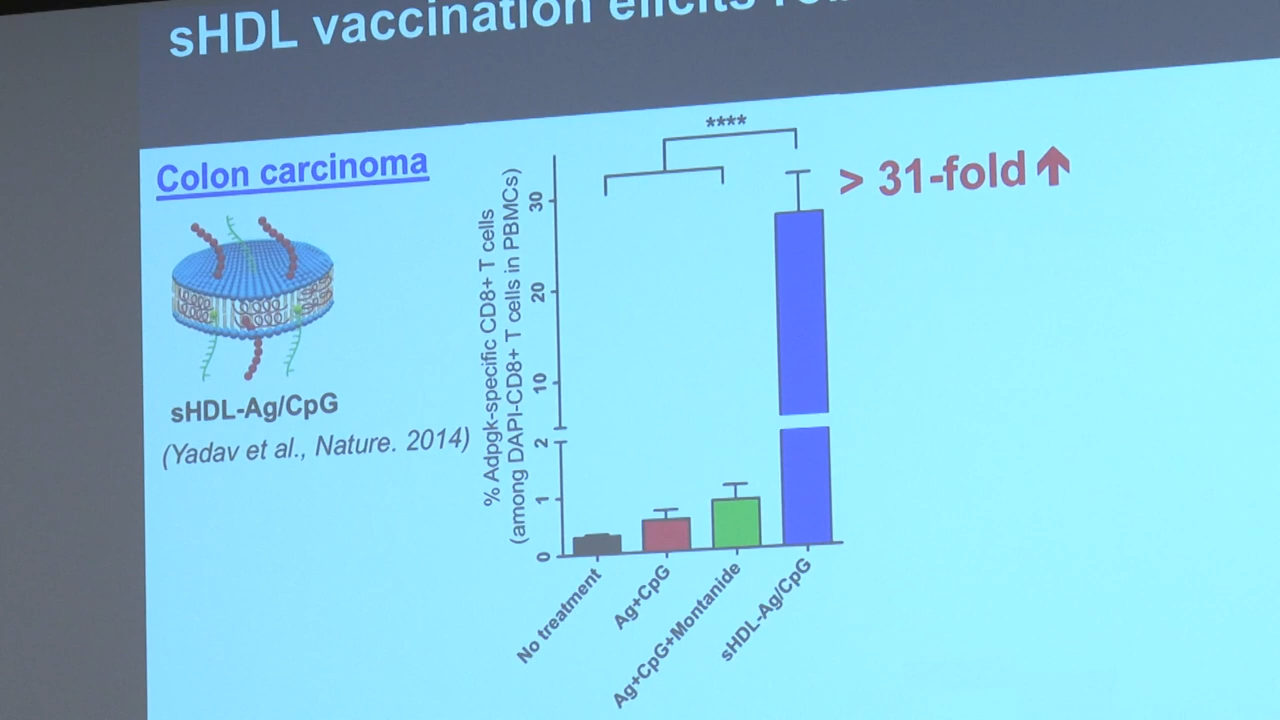 sHDL vaccination elicits
Colon carcinoma
sHDL-Ag/CpG
(Yadav et al., Nature. 2014)
% Adpgk-specific CD8+ T cells
(among DAPI-CD8+ T cells in PBMCs)
30
20
10
2
1
0
****
> 31-fold
No treatment
Ag+CpG
Ag+CpG+Montanide
sHDL-Ag/CpG